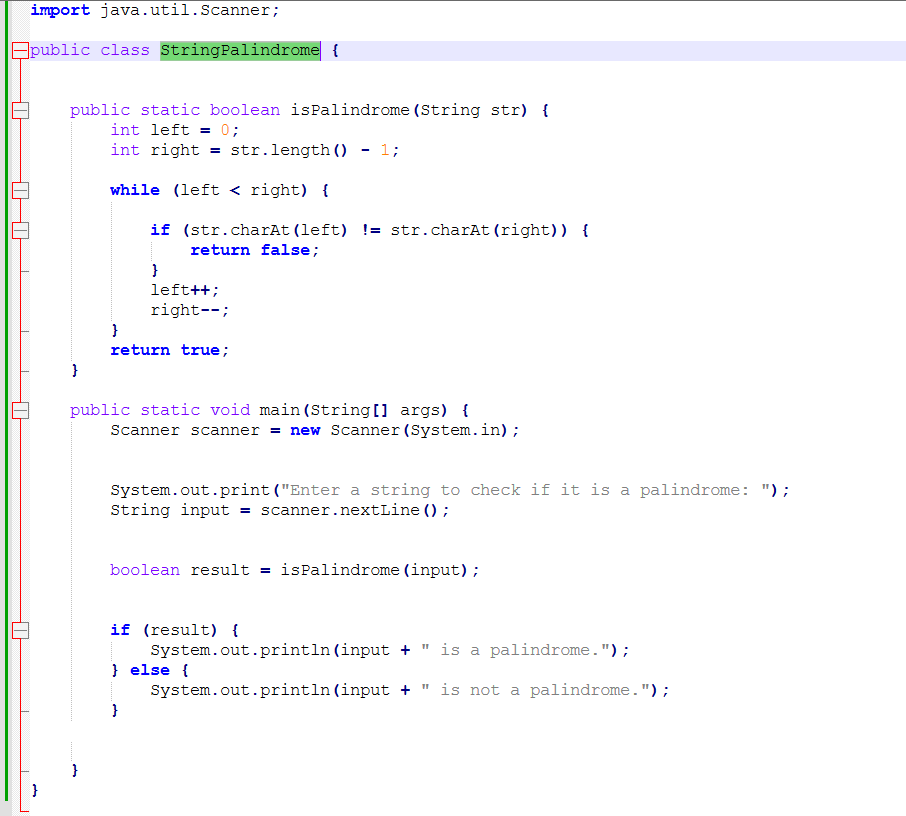 import java.util.Scanner;
public class StringPalindrome {
public static boolean isPalindrome(String str) {
int left = 0;
int right = str.length() - 1;
while (left < right) {
if (str.charAt(left) != str.charAt(right)) {
return false;
}
left++;
right--;
}
return true;
}
public static void main(String[] args) {
Scanner scanner = new Scanner(System.in);
System.out.print("Enter a string to check if it is a palindrome: ");
String input = scanner.nextLine();
boolean result = isPalindrome(input);
if (result) {
System.out.println(input + " is a palindrome.");
} else {
System.out.println(input + " is not a palindrome.");
}
}
}